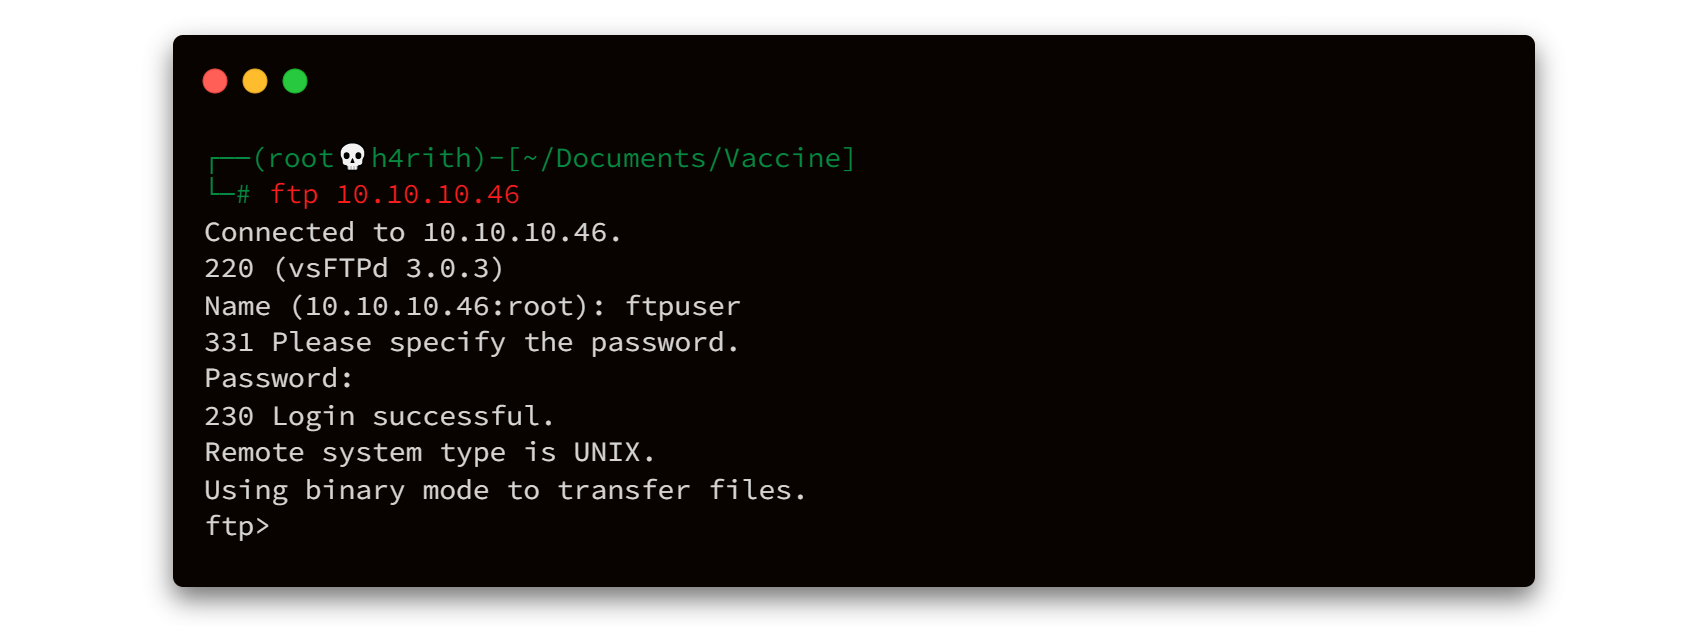 ┌──(root💀h4rith)-[~/Documents/Vaccine]
└─# ftp 10.10.10.46
Connected to 10.10.10.46.
220 (vsFTPd 3.0.3)
Name (10.10.10.46:root): ftpuser
331 Please specify the password.
Password:
230 Login successful.
Remote system type is UNIX.
Using binary mode to transfer files.
ftp>